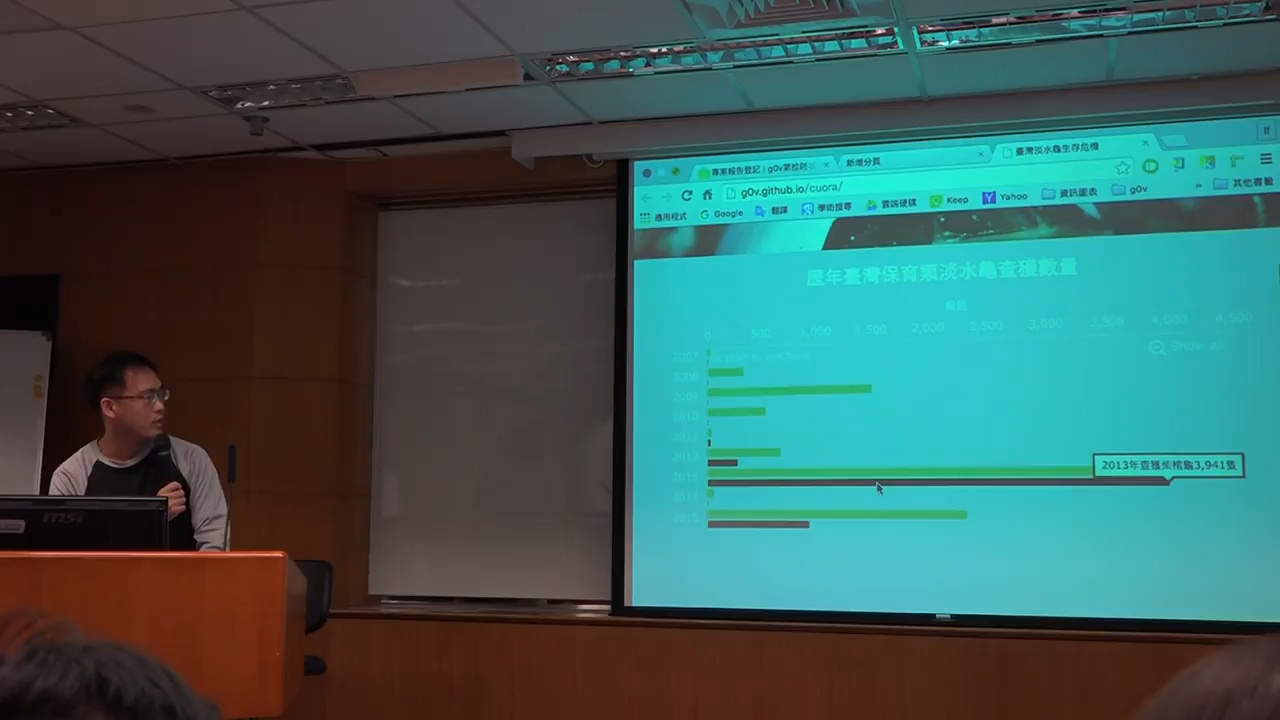 專案報告登記 | g0v第拾陸
新增分頁
臺灣淡水龜生存危機
g0v.github.io/cuora/
應用程式
Google
翻譯
學術搜尋
雲端硬碟
Keep
Yahoo
資訊圖表
g0v
其他書籤
歷年臺灣保育類淡水龜查獲數量
0 500 1,000 1,500 2,000 2,500 3,000 3,500 4,000 4,500
Show all
2007
2008
2009
2010
2011
2012
2013
2014
2015
2013年查獲柴棺龜3,941隻
msi